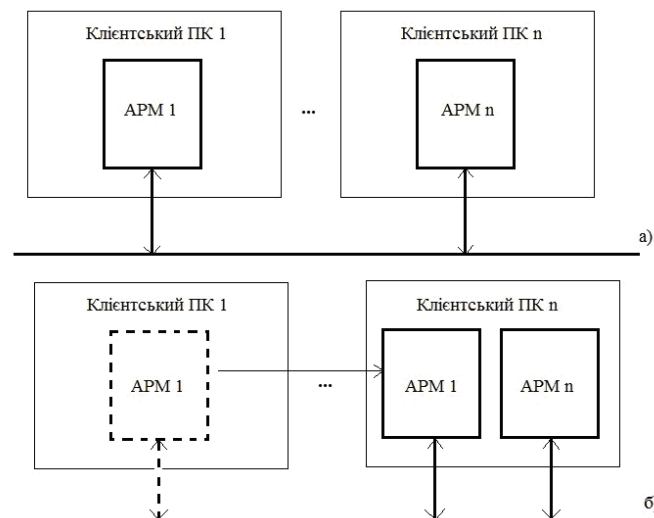 Клієнтський ПК 1
Клієнтський ПК n
АРМ 1
...
АРМ n
а)
Клієнтський ПК 1
Клієнтський ПК n
АРМ 1
...
АРМ 1
АРМ n
б